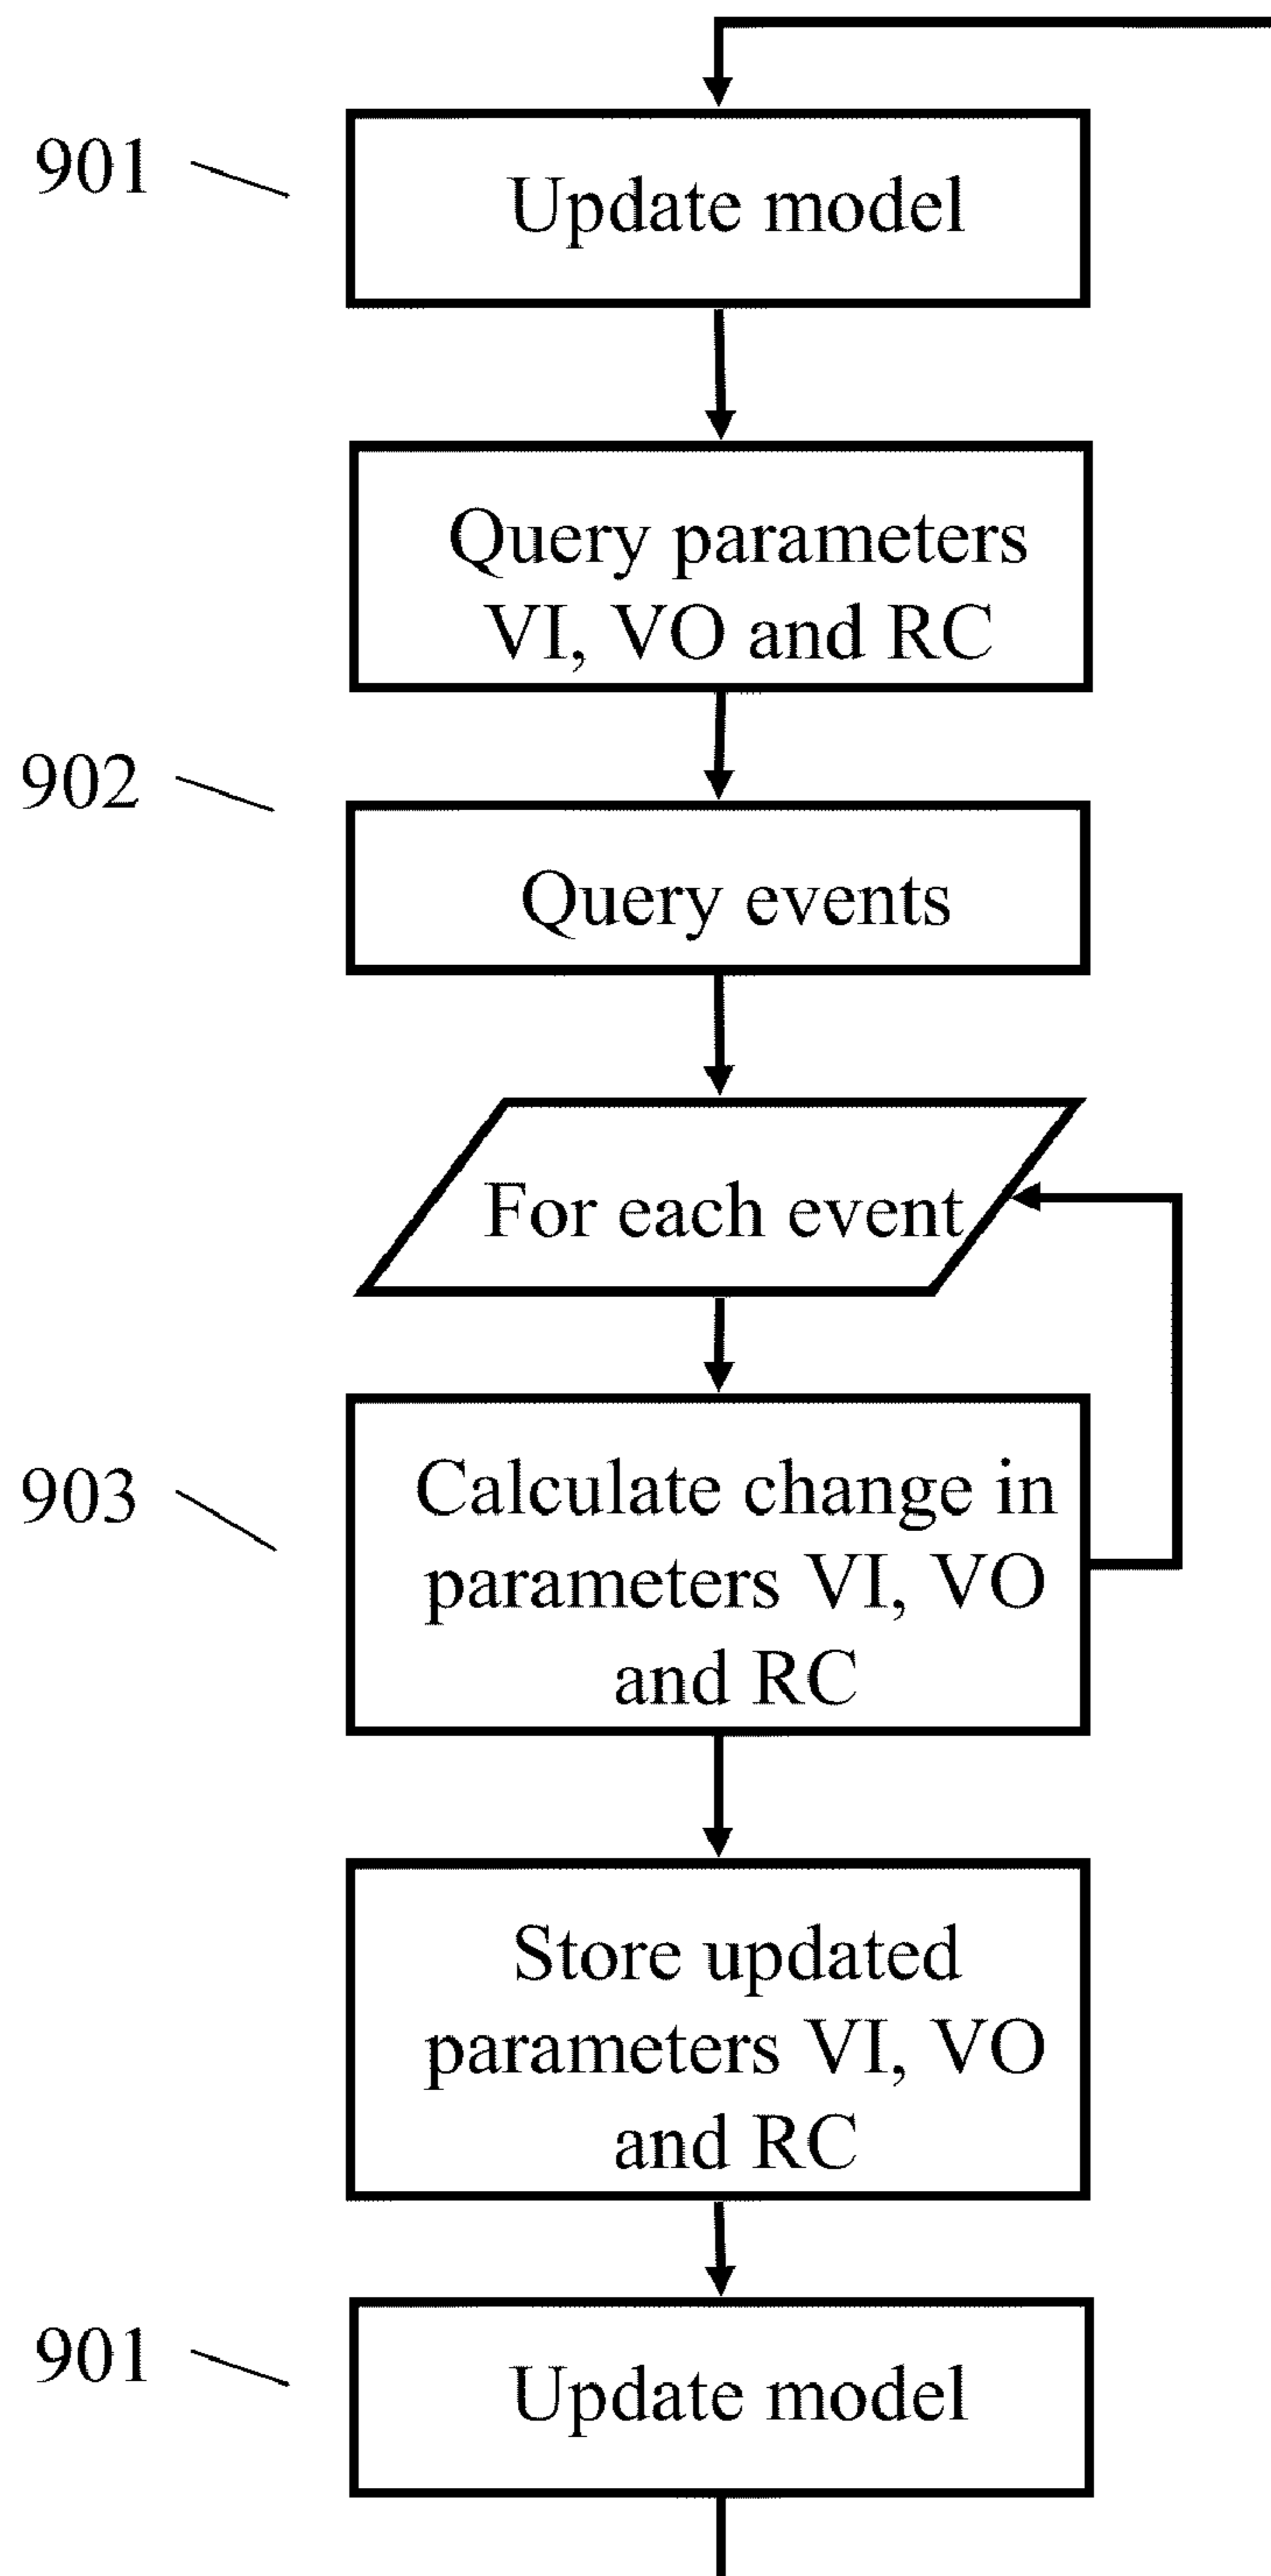 901
Update model
Query parameters
VI, VO and RC
902
Query events
For each event
903
Calculate change in
parameters VI, VO
and RC
Store updated
parameters VI, VO
and RC
901
Update model